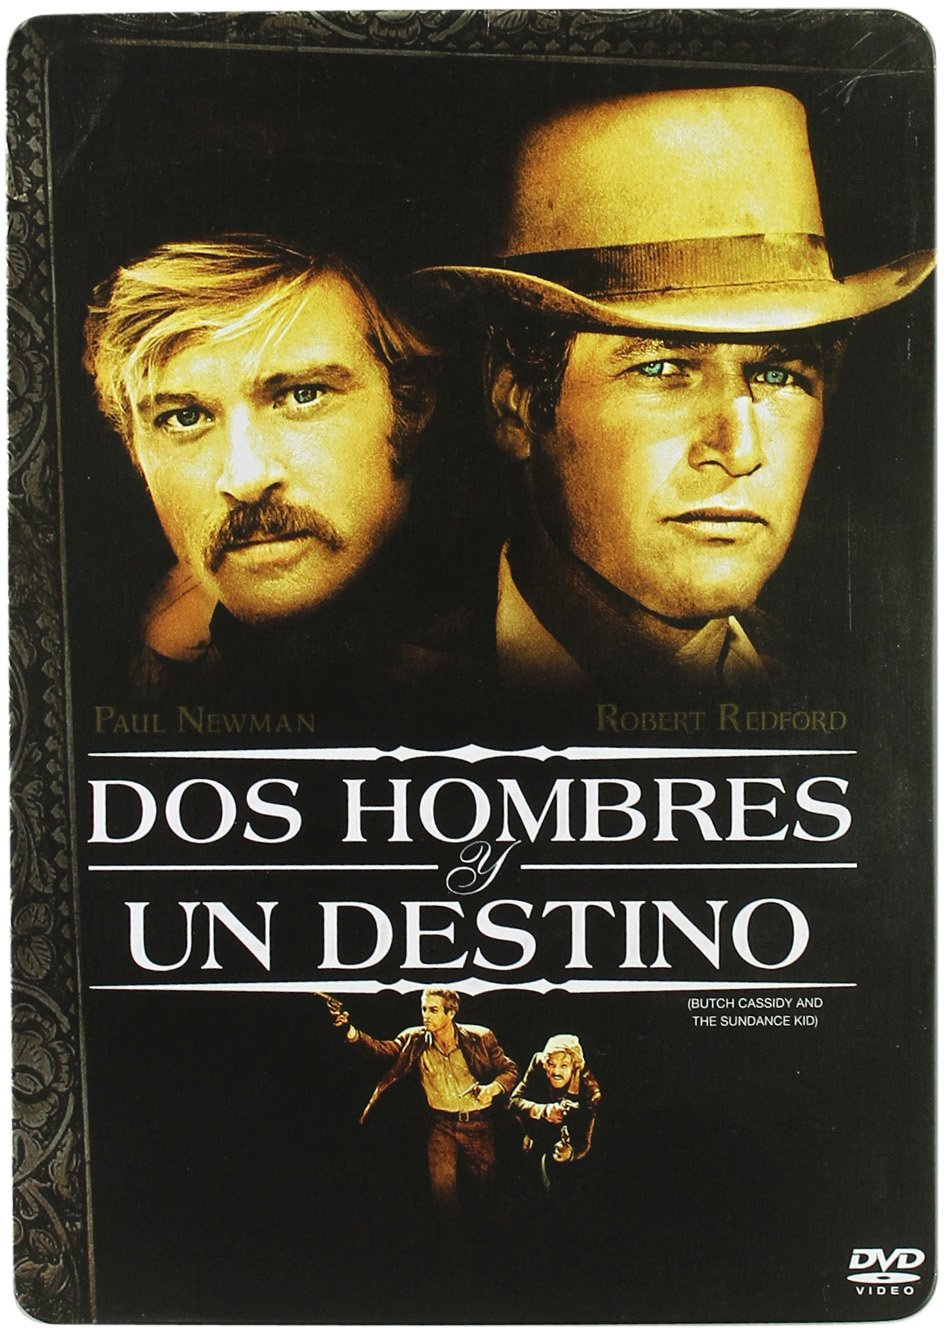 PAUL NEWMAN
ROBERT REDFORD
DOS HOMBRES
y
UN DESTINO
(BUTCH CASSIDY AND
THE SUNDANCE KID)
DVD
VIDEO